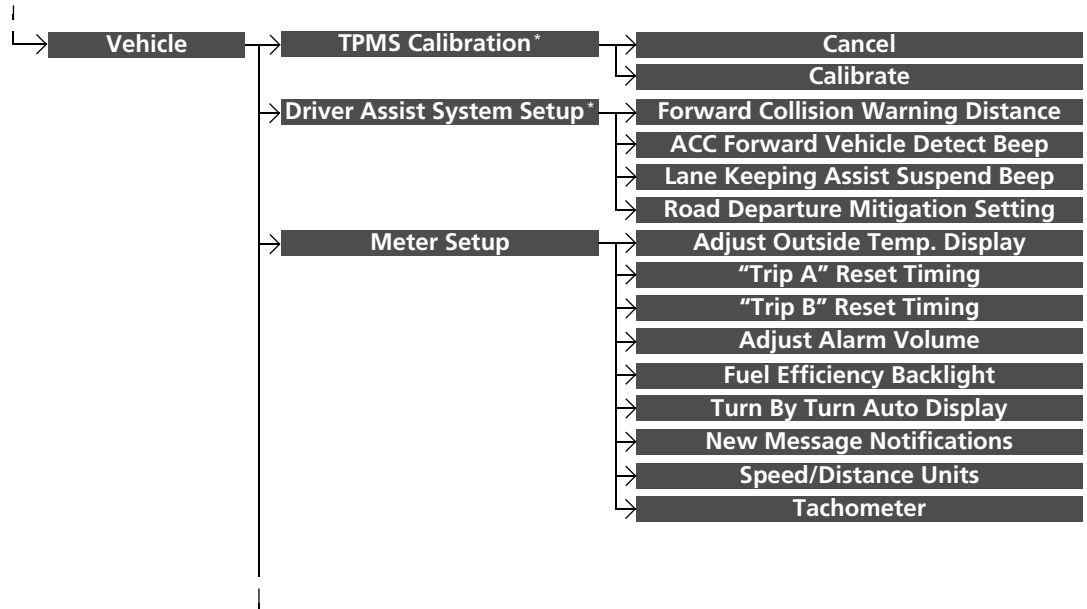 Vehicle
TPMS Calibration*
Cancel
Calibrate
Driver Assist System Setup*
Forward Collision Warning Distance
ACC Forward Vehicle Detect Beep
Lane Keeping Assist Suspend Beep
Road Departure Mitigation Setting
Meter Setup
Adjust Outside Temp. Display
“Trip A” Reset Timing
“Trip B” Reset Timing
Adjust Alarm Volume
Fuel Efficiency Backlight
Turn By Turn Auto Display
New Message Notifications
Speed/Distance Units
Tachometer